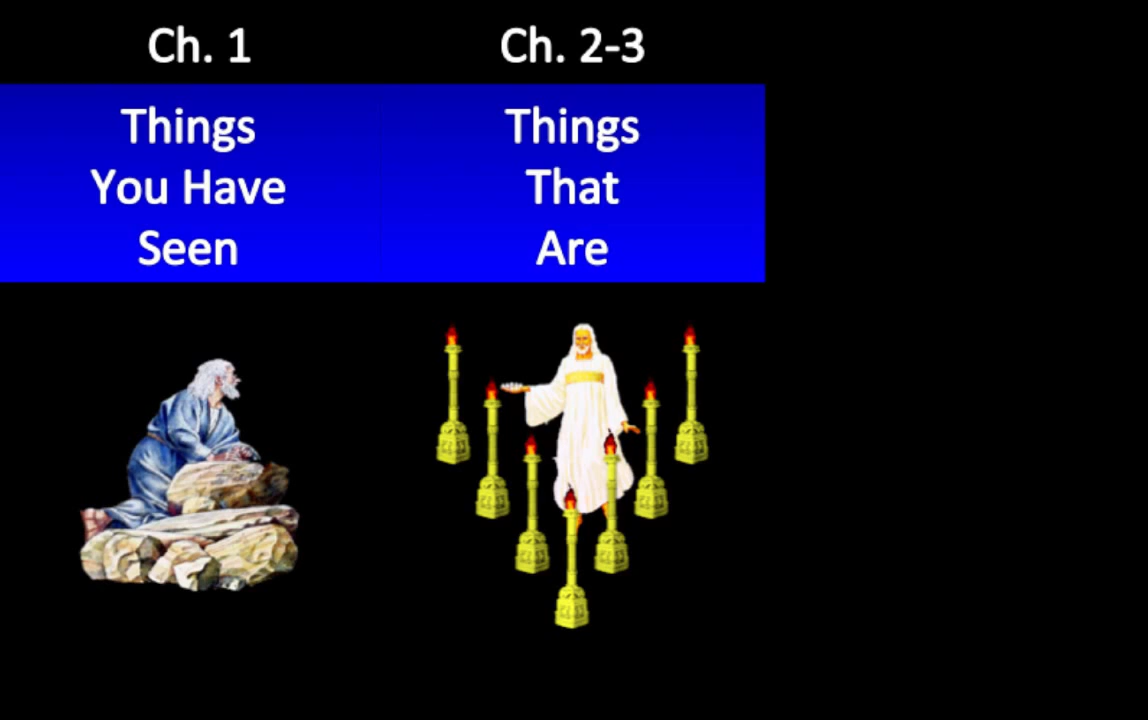 Ch. 1
Things
You Have
Seen
Ch. 2-3
Things
That
Are